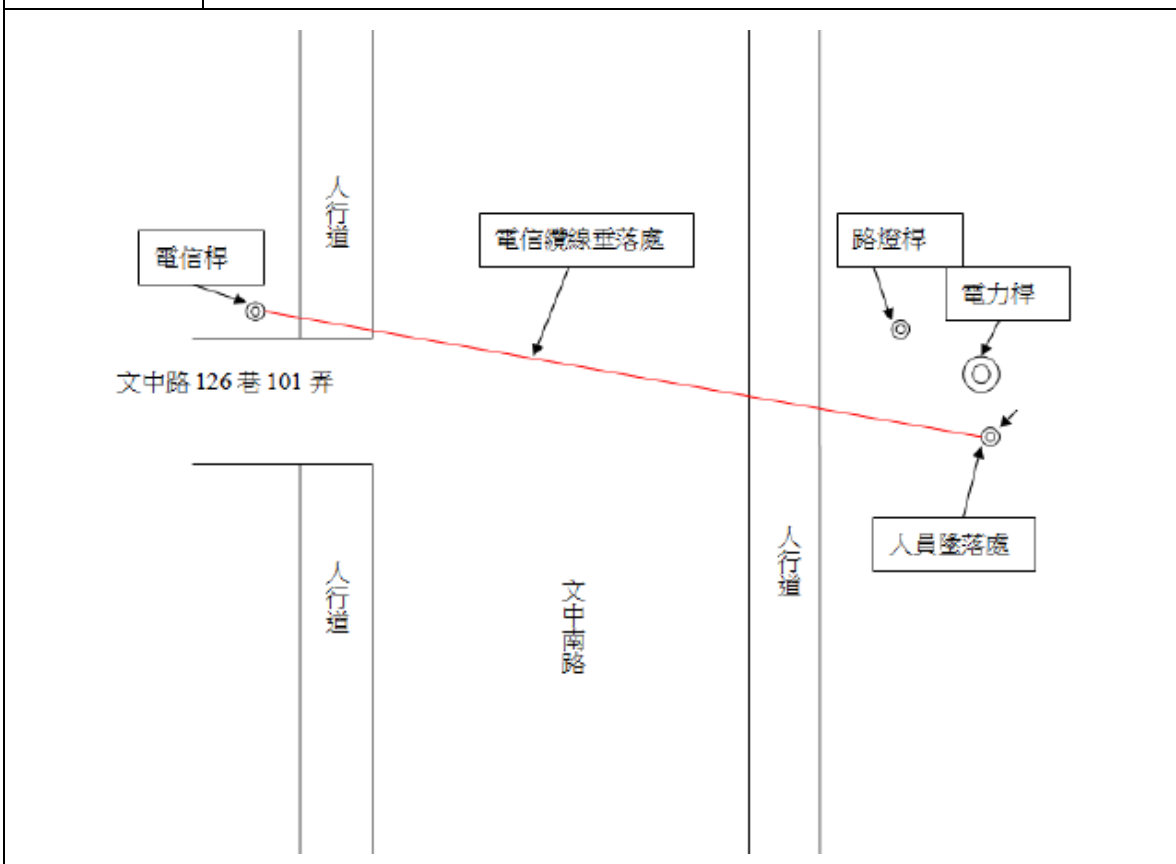 人行道
電信纜線垂落處
路燈桿
電信桿
電力桿
文中路 126 巷 101 弄
人員墜落處
人行道
人行道
文中南路